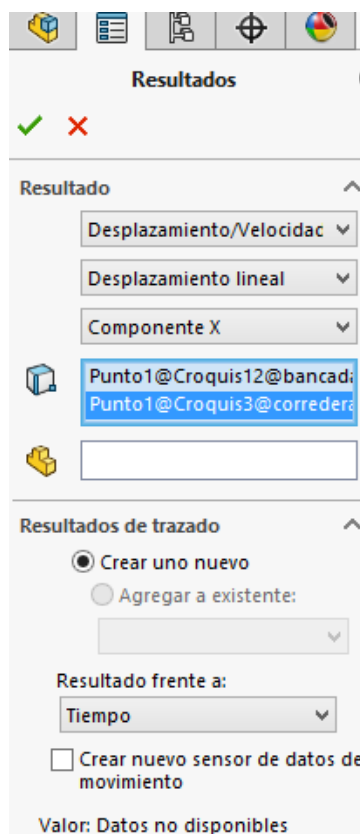 Resultados
Resultado
Desplazamiento/Velocidac
Desplazamiento lineal
Componente X
Punto1@Croquis12@bancada
Punto1@Croquis3@corredera
Resultados de trazado
Crear uno nuevo
Agregar a existente:
Resultado frente a:
Tiempo
Crear nuevo sensor de datos de
movimiento
Valor: Datos no disponibles